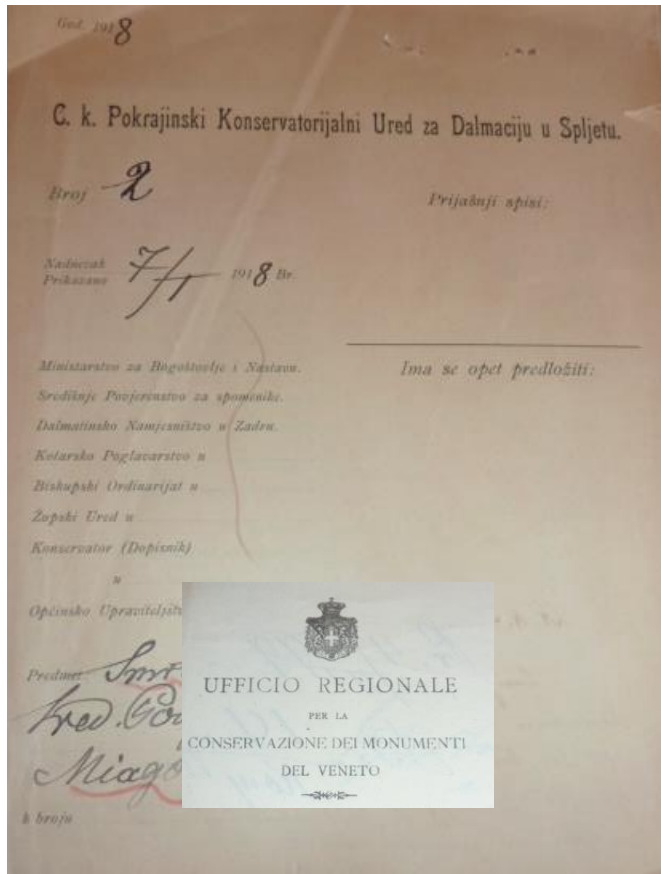 God. 1918
C. k. Pokrajinski Konservatorijalni Ured za Dalmaciju u Spljetu.
Broj 2
Prijašnji spisi:
Nadnevak
Prikazano 7/1 1918 Br.
Ministarstvo za Bogoštovlje i Nastavu.
Ima se opet predložiti:
Središnje Povjerenstvo za spomenike.
Dalmatinsko Namjesništvo u Zadru.
Kotarsko Poglavarstvo u
Biskupski Ordinarijat u
Župski Ured u
Konservator (Dopisnik)
u
Općinsko
Predmet:
k broju
UFFICIO REGIONALE
PER LA
CONSERVAZIONE DEI MONUMENTI
DEL VENETO